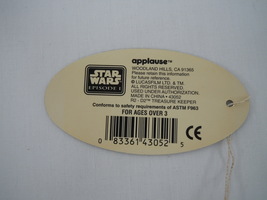 applause™
WOODLAND HILLS, CA 91365
Please retain this information
for future reference.
STAR
WARS
EPISODE I
© LUCASFILM LTD. & TM
ALL RIGHTS RESERVED.
USED UNDER AUTHORIZATION.
MADE IN CHINA • 43052
R2 - D2™ TREASURE KEEPER
Conforms to safety requirements of ASTM F963
FOR AGES OVER 3
0 83361 43052 5
CE